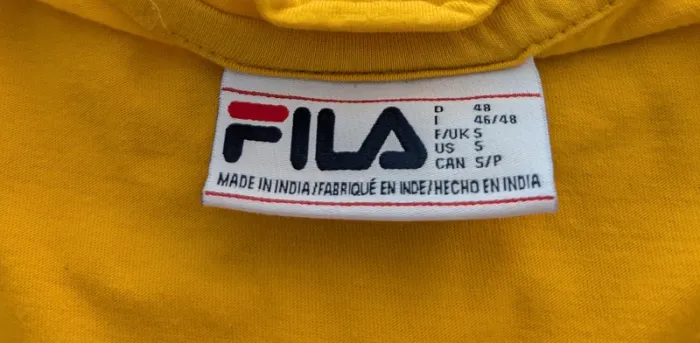 FILA
D 48
I 46/48
F/UK S
US S
CAN S/P
MADE IN INDIA/FABRIQUÉ EN INDE/HECHO EN INDIA